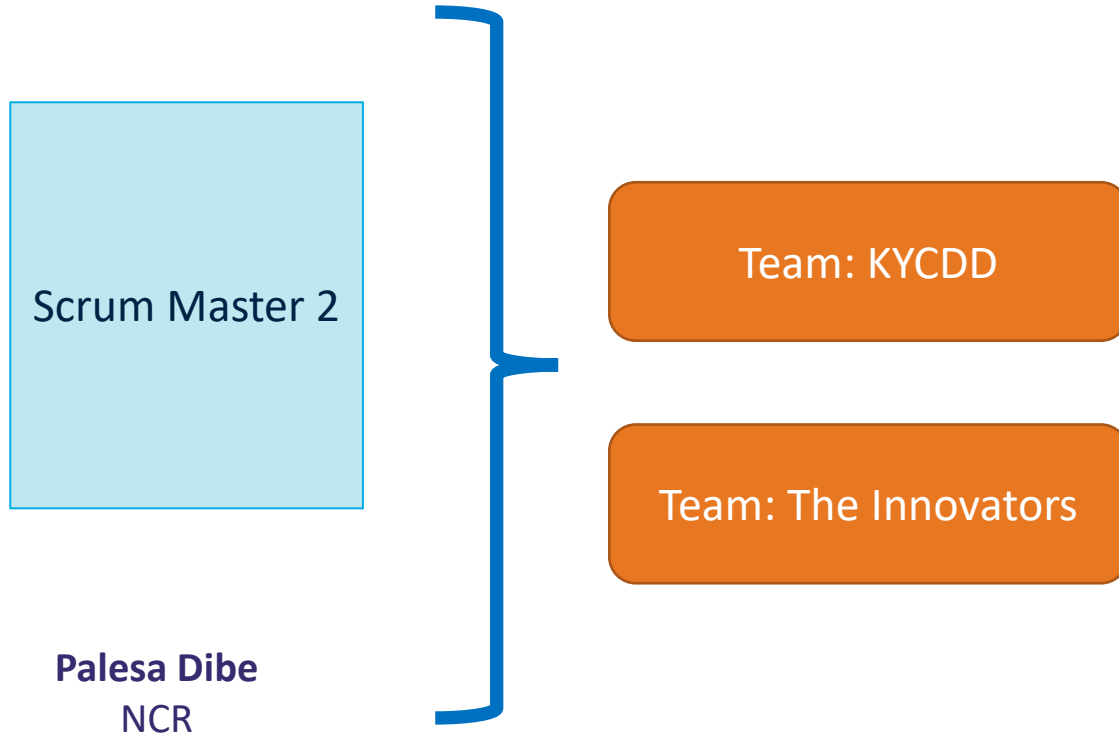 Scrum Master 2
Palesa Dibe
NCR
Team: KYCDD
Team: The Innovators